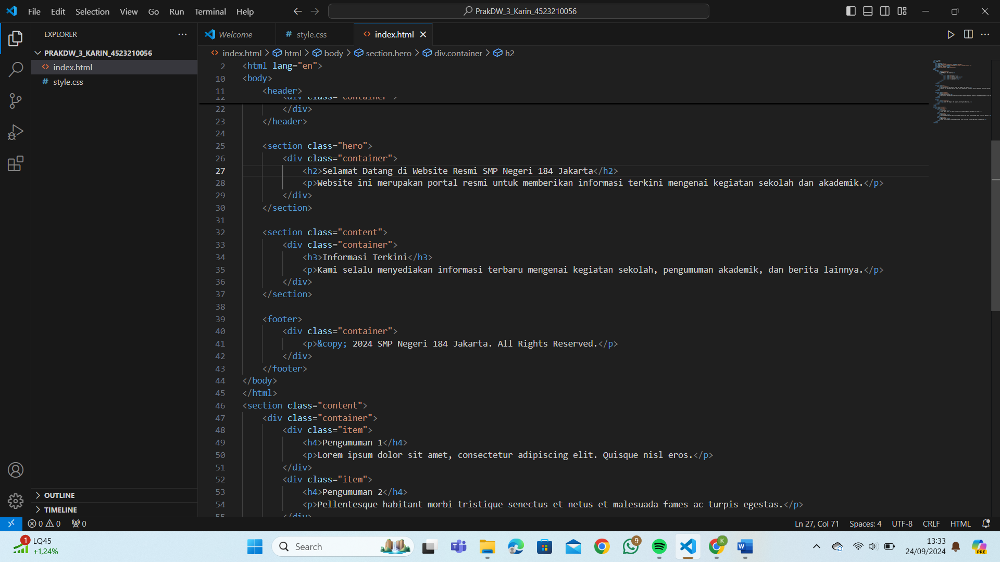 File Edit Selection View Go Run Terminal Help
PrakDW_3_Karin_4523210056
EXPLORER
PRAKDW_3_KARIN_4523210056
index.html
style.css
OUTLINE
TIMELINE
Welcome
style.css
index.html
index.html > html > body > section.hero > div.container > h2
2 <html lang="en">
10 <body>
11 <header>
12 <div class="container">
22 </div>
23 </header>
24
25 <section class="hero">
26 <div class="container">
27 <h2>Selamat Datang di Website Resmi SMP Negeri 184 Jakarta</h2>
28 <p>Website ini merupakan portal resmi untuk memberikan informasi terkini mengenai kegiatan sekolah dan akademik.</p>
29 </div>
30 </section>
31
32 <section class="content">
33 <div class="container">
34 <h3>Informasi Terkini</h3>
35 <p>Kami selalu menyediakan informasi terbaru mengenai kegiatan sekolah, pengumuman akademik, dan berita lainnya.</p>
36 </div>
37 </section>
38
39 <footer>
40 <div class="container">
41 <p>&copy; 2024 SMP Negeri 184 Jakarta. All Rights Reserved.</p>
42 </div>
43 </footer>
44 </body>
45 </html>
46 <section class="content">
47 <div class="container">
48 <div class="item">
49 <h4>Pengumuman 1</h4>
50 <p>Lorem ipsum dolor sit amet, consectetur adipiscing elit. Quisque nisl eros.</p>
51 </div>
52 <div class="item">
53 <h4>Pengumuman 2</h4>
54 <p>Pellentesque habitant morbi tristique senectus et netus et malesuada fames ac turpis egestas.</p>
55 </div>
0 0 0
Ln 27, Col 71 Spaces: 4 UTF-8 CRLF HTML
1
LQ45
+1,24%
Search
9
K
W
PRE
13:33
24/09/2024